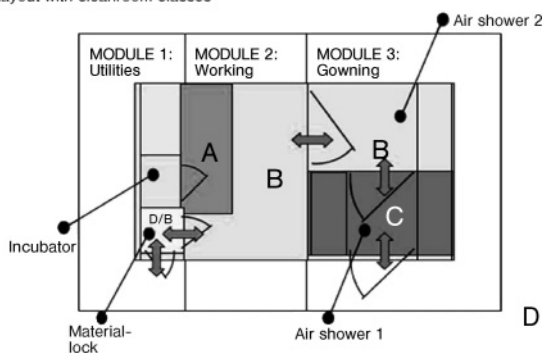 layout with cleanroom classes
Air shower 2
MODULE 1:
Utilities
MODULE 2:
Working
MODULE 3:
Gowning
A
B
B
D/B
C
Incubator
Material-
lock
Air shower 1
D